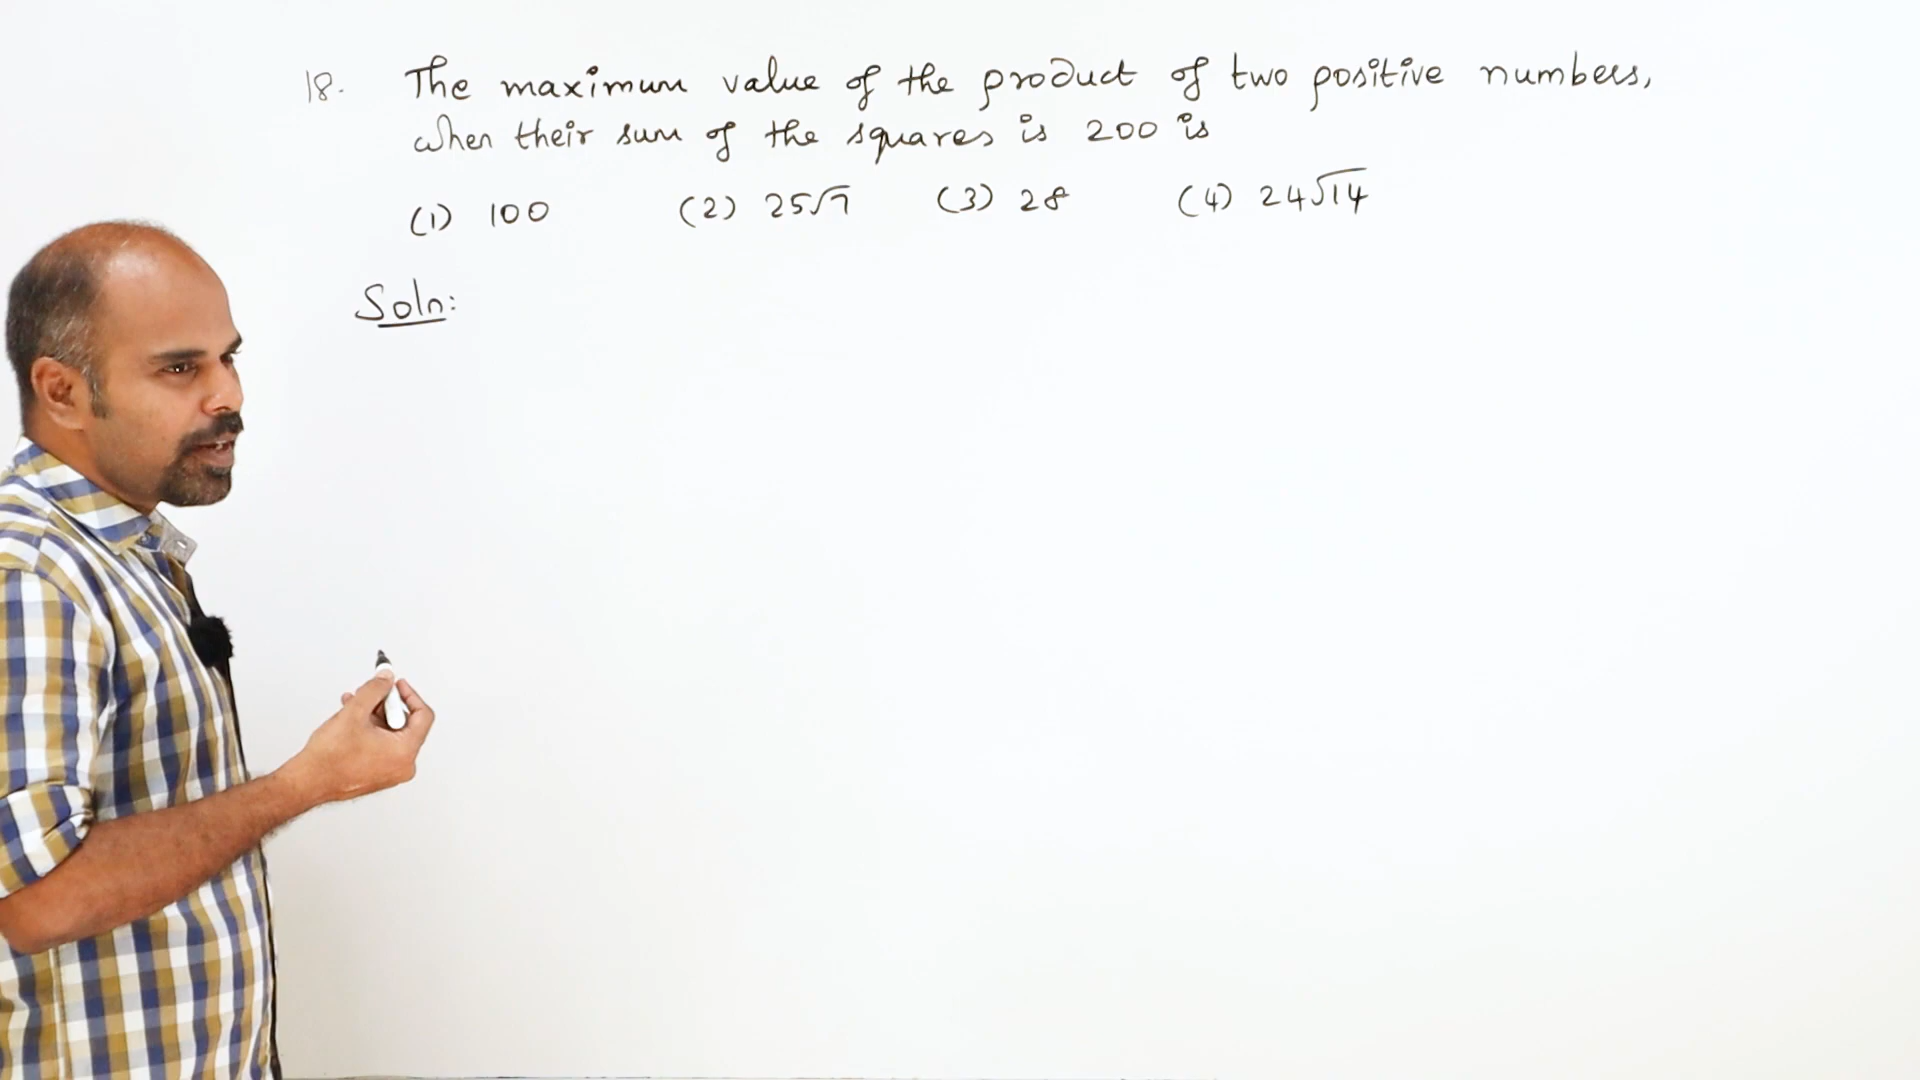 18. The maximum value of the product of two positive numbers,
when their sum of the squares is 200 is
(1) 100 (2) 25√7 (3) 28 (4) 24√14
Soln: